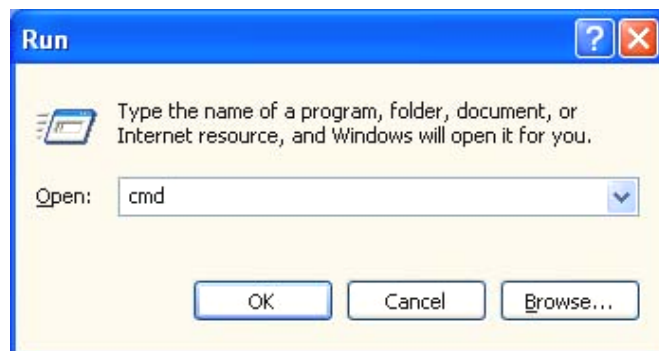 Run
Type the name of a program, folder, document, or
Internet resource, and Windows will open it for you.
Open: cmd
OK Cancel Browse...